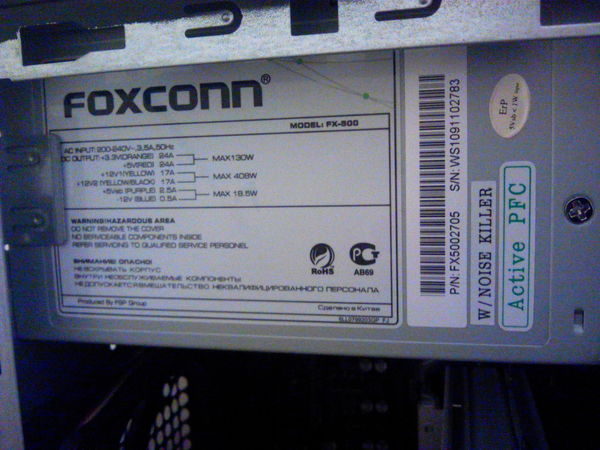 FOXCONN®
MODEL: FX-500
AC INPUT: 200-240V~,3.5A,50Hz
DC OUTPUT: +3.3V(ORANGE) 24A
+5V(RED) 24A
MAX130W
+12V1(YELLOW) 17A
+12V2 (YELLOW/BLACK) 17A
MAX 408W
+5Vsb (PURPLE) 2.5A
-12V (BLUE) 0.5A
MAX 18.5W
WARNING!HAZARDOUS AREA
DO NOT REMOVE THE COVER
NO SERVICEABLE COMPONENTS INSIDE
REFER SERVICING TO QUALIFIED SERVICE PERSONEL
ВНИМАНИЕ! ОПАСНО!
НЕ ВСКРЫВАТЬ КОРПУС
ВНУТРИ НЕОБСЛУЖИВАЕМЫЕ КОМПОНЕНТЫ
НЕ ДОПУСКАЕТСЯ ВМЕШАТЕЛЬСТВО НЕКВАЛИФИЦИРОВАННОГО ПЕРСОНАЛА
RoHS
АВ69
Produced By FSP Group
Сделано в Китае
P/N: FX5002705
S/N: WS1091102783
ErP
5Vsb < 1W
W/NOISE KILLER
Active PFC